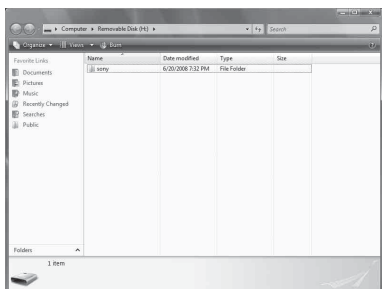 Computer ▸ Removable Disk (H:) ▸
Search
Organize ▾ Views ▾ Burn
Favorite Links
Documents
Pictures
Music
Recently Changed
Searches
Public
Folders
Name Date modified Type Size
sony 6/20/2008 7:32 PM File Folder
1 item